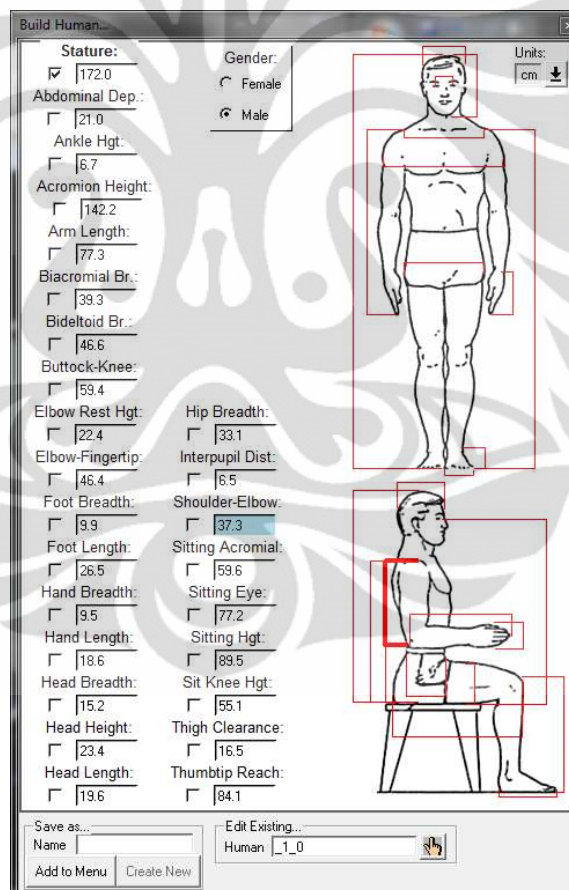 Build Human...
Stature:
172.0
Abdominal Dep.:
21.0
Ankle Hgt:
6.7
Acromion Height:
142.2
Arm Length:
77.3
Biacromial Br.:
39.3
Bideltoid Br.:
46.6
Buttock-Knee:
59.4
Elbow Rest Hgt:
22.4
Elbow-Fingertip:
46.4
Foot Breadth:
9.9
Foot Length:
26.5
Hand Breadth:
9.5
Hand Length:
18.6
Head Breadth:
15.2
Head Height:
23.4
Head Length:
19.6
Gender:
Female
Male
Hip Breadth:
33.1
Interpupil Dist:
6.5
Shoulder-Elbow:
37.3
Sitting Acromial:
59.6
Sitting Eye:
77.2
Sitting Hgt:
89.5
Sit Knee Hgt:
55.1
Thigh Clearance:
16.5
Thumbtip Reach:
84.1
Units:
cm
Save as...
Name
Add to Menu
Create New
Edit Existing...
Human _1_0